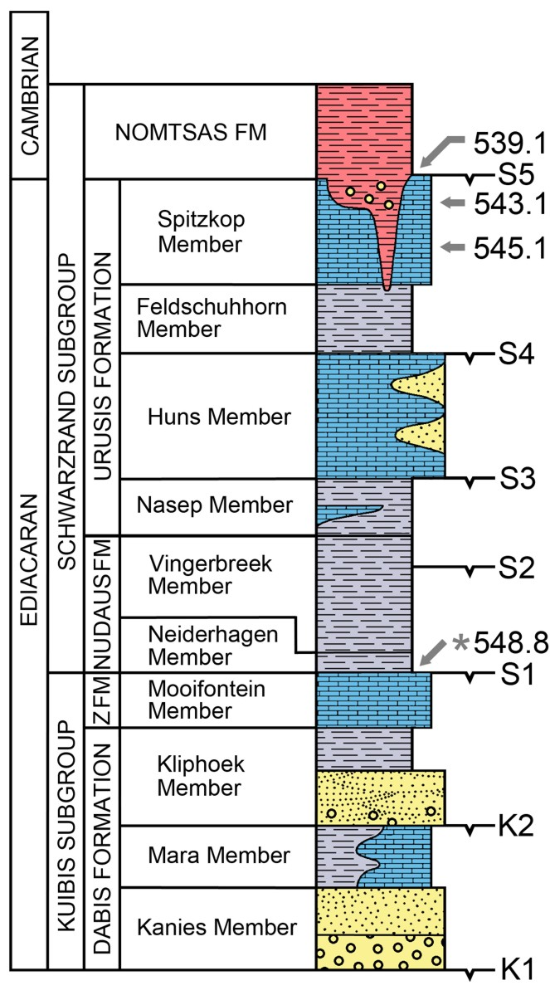 CAMBRIAN
EDIACARAN
SCHWARZRAND SUBGROUP
KUIBIS SUBGROUP
URUSIS FORMATION
NUDAUS FM
Z FM
DABIS FORMATION
NOMTSAS FM
Spitzkop
Member
Feldschuhhorn
Member
Huns Member
Nasep Member
Vingerbreek
Member
Neiderhagen
Member
Mooifontein
Member
Kliphoek
Member
Mara Member
Kanies Member
539.1
S5
543.1
545.1
S4
S3
S2
*548.8
S1
K2
K1